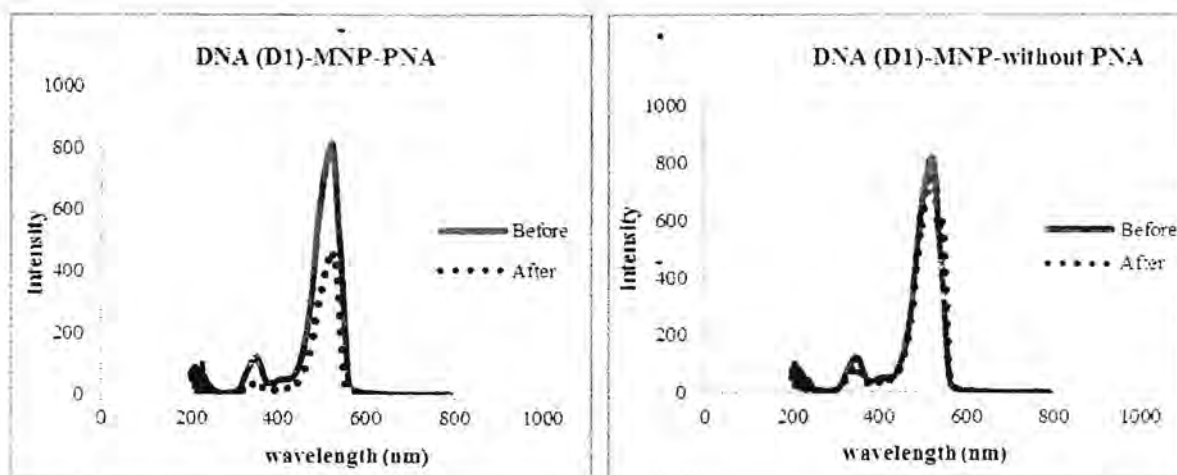 DNA (D1)-MNP-PNA
1000
800
600
400
200
0
Intensity
0 200 400 600 800 1000
wavelength (nm)
Before
After
DNA (D1)-MNP-without PNA
1000
800
600
400
200
0
Intensity
0 200 400 600 800 1000
wavelength (nm)
Before
After